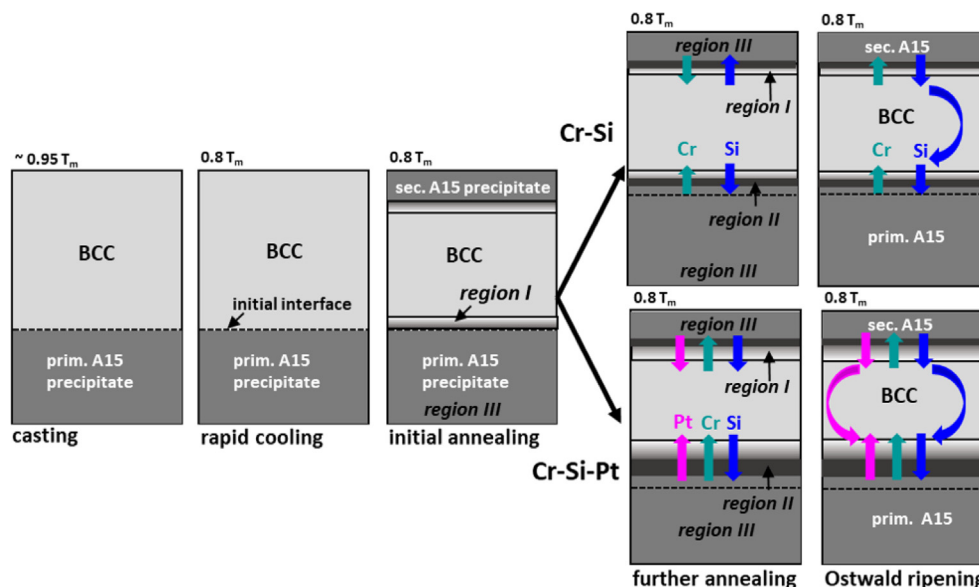 ~ 0.95 Tm
BCC
prim. A15
precipitate
casting
0.8 Tm
BCC
initial interface
prim. A15
precipitate
rapid cooling
0.8 Tm
sec. A15 precipitate
BCC
region I
prim. A15
precipitate
region III
initial annealing
Cr-Si
0.8 Tm
region III
region I
Cr Si
region II
region III
0.8 Tm
sec. A15
BCC
Cr Si
prim. A15
Cr-Si-Pt
0.8 Tm
region III
region I
Pt Cr Si
region II
region III
further annealing
0.8 Tm
sec. A15
BCC
prim. A15
Ostwald ripening